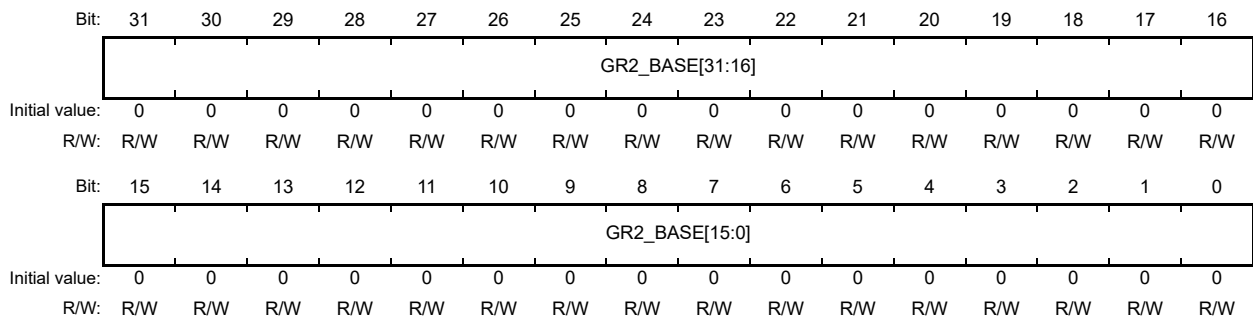 Bit: 31 30 29 28 27 26 25 24 23 22 21 20 19 18 17 16
GR2_BASE[31:16]
Initial value: 0 0 0 0 0 0 0 0 0 0 0 0 0 0 0 0
R/W: R/W R/W R/W R/W R/W R/W R/W R/W R/W R/W R/W R/W R/W R/W R/W R/W
Bit: 15 14 13 12 11 10 9 8 7 6 5 4 3 2 1 0
GR2_BASE[15:0]
Initial value: 0 0 0 0 0 0 0 0 0 0 0 0 0 0 0 0
R/W: R/W R/W R/W R/W R/W R/W R/W R/W R/W R/W R/W R/W R/W R/W R/W R/W